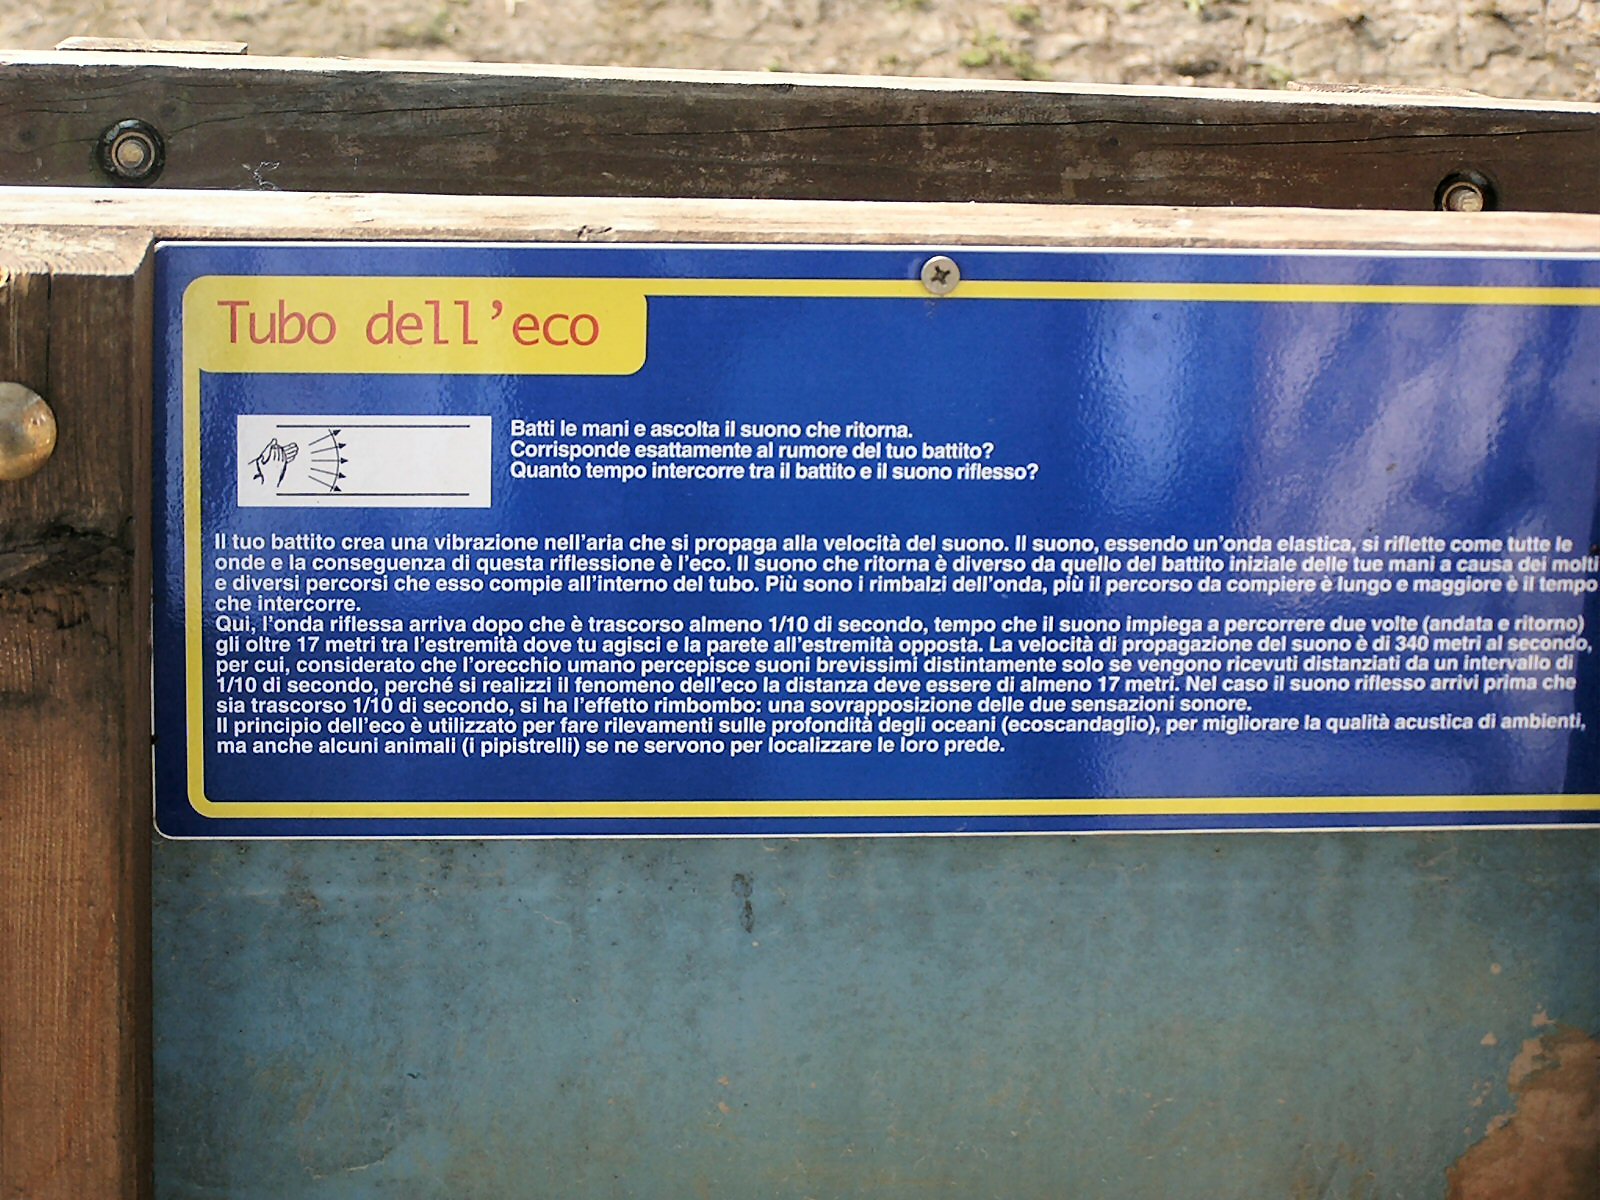 Tubo dell'eco
Batti le mani e ascolta il suono che ritorna.
Corrisponde esattamente al rumore del tuo battito?
Quanto tempo intercorre tra il battito e il suono riflesso?
Il tuo battito crea una vibrazione nell'aria che si propaga alla velocità del suono. Il suono, essendo un'onda elastica, si riflette come tutte le
onde e la conseguenza di questa riflessione è l'eco. Il suono che ritorna è diverso da quello del battito iniziale delle tue mani a causa dei molti
e diversi percorsi che esso compie all'interno del tubo. Più sono i rimbalzi dell'onda, più il percorso da compiere è lungo e maggiore è il tempo
che intercorre.
Qui, l'onda riflessa arriva dopo che è trascorso almeno 1/10 di secondo, tempo che il suono impiega a percorrere due volte (andata e ritorno)
gli oltre 17 metri tra l'estremità dove tu agisci e la parete all'estremità opposta. La velocità di propagazione del suono è di 340 metri al secondo,
per cui, considerato che l'orecchio umano percepisce suoni brevissimi distintamente solo se vengono ricevuti distanziati da un intervallo di
1/10 di secondo, perché si realizzi il fenomeno dell'eco la distanza deve essere di almeno 17 metri. Nel caso il suono riflesso arrivi prima che
sia trascorso 1/10 di secondo, si ha l'effetto rimbombo: una sovrapposizione delle due sensazioni sonore.
Il principio dell'eco è utilizzato per fare rilevamenti sulle profondità degli oceani (ecoscandaglio), per migliorare la qualità acustica di ambienti,
ma anche alcuni animali (i pipistrelli) se ne servono per localizzare le loro prede.